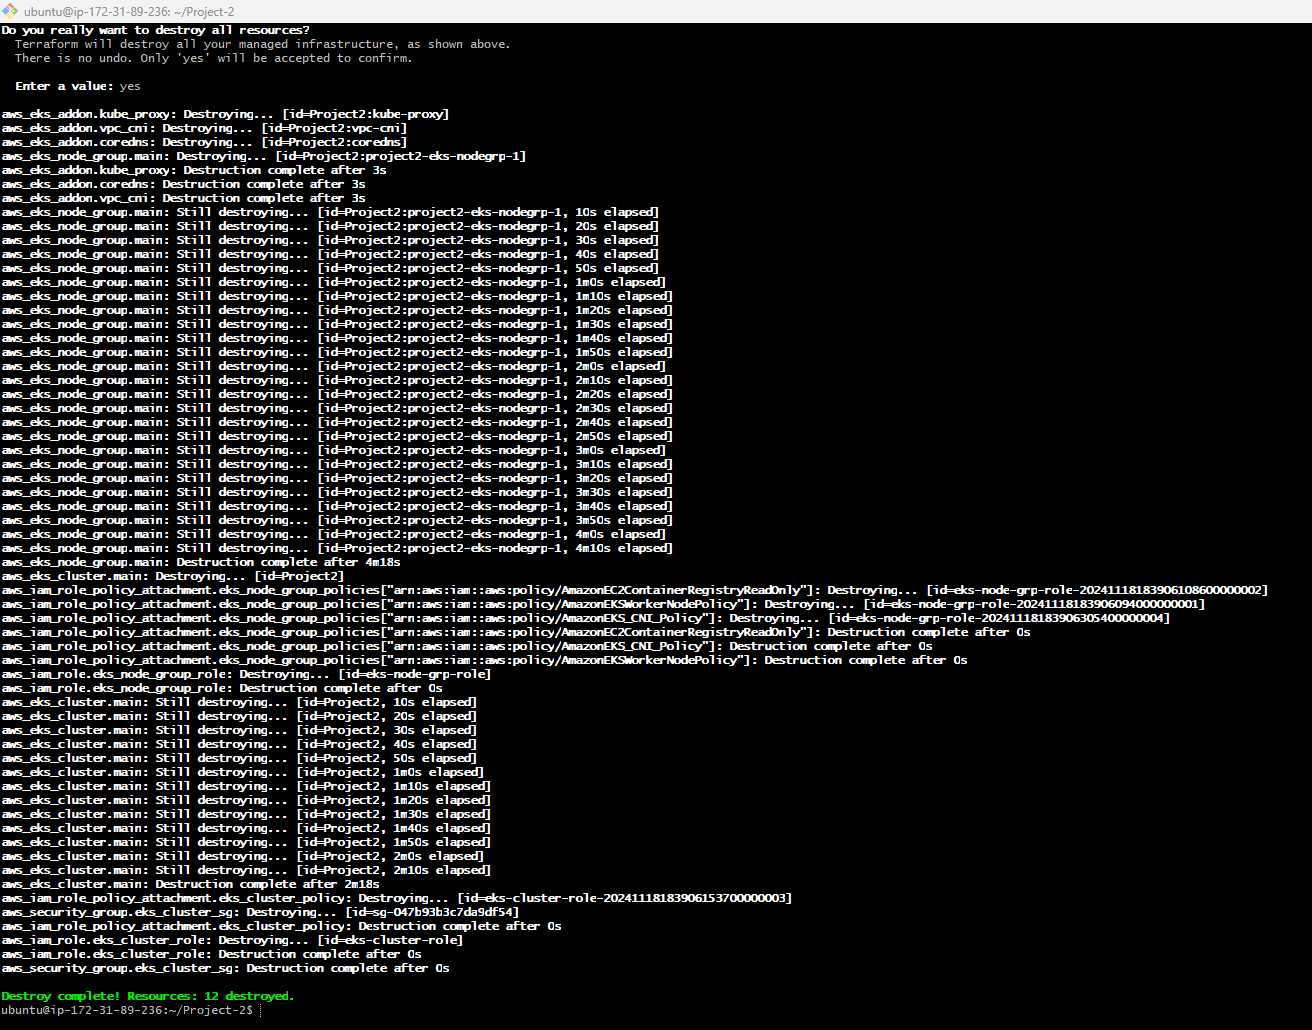 ubuntu@ip-172-31-89-236: ~/Project-2
Do you really want to destroy all resources?
  Terraform will destroy all your managed infrastructure, as shown above.
  There is no undo. Only 'yes' will be accepted to confirm.

  Enter a value: yes

aws_eks_addon.kube_proxy: Destroying... [id=Project2:kube-proxy]
aws_eks_addon.vpc_cni: Destroying... [id=Project2:vpc-cni]
aws_eks_addon.coredns: Destroying... [id=Project2:coredns]
aws_eks_node_group.main: Destroying... [id=Project2:project2-eks-nodegrp-1]
aws_eks_addon.kube_proxy: Destruction complete after 3s
aws_eks_addon.coredns: Destruction complete after 3s
aws_eks_addon.vpc_cni: Destruction complete after 3s
aws_eks_node_group.main: Still destroying... [id=Project2:project2-eks-nodegrp-1, 10s elapsed]
aws_eks_node_group.main: Still destroying... [id=Project2:project2-eks-nodegrp-1, 20s elapsed]
aws_eks_node_group.main: Still destroying... [id=Project2:project2-eks-nodegrp-1, 30s elapsed]
aws_eks_node_group.main: Still destroying... [id=Project2:project2-eks-nodegrp-1, 40s elapsed]
aws_eks_node_group.main: Still destroying... [id=Project2:project2-eks-nodegrp-1, 50s elapsed]
aws_eks_node_group.main: Still destroying... [id=Project2:project2-eks-nodegrp-1, 1m0s elapsed]
aws_eks_node_group.main: Still destroying... [id=Project2:project2-eks-nodegrp-1, 1m10s elapsed]
aws_eks_node_group.main: Still destroying... [id=Project2:project2-eks-nodegrp-1, 1m20s elapsed]
aws_eks_node_group.main: Still destroying... [id=Project2:project2-eks-nodegrp-1, 1m30s elapsed]
aws_eks_node_group.main: Still destroying... [id=Project2:project2-eks-nodegrp-1, 1m40s elapsed]
aws_eks_node_group.main: Still destroying... [id=Project2:project2-eks-nodegrp-1, 1m50s elapsed]
aws_eks_node_group.main: Still destroying... [id=Project2:project2-eks-nodegrp-1, 2m0s elapsed]
aws_eks_node_group.main: Still destroying... [id=Project2:project2-eks-nodegrp-1, 2m10s elapsed]
aws_eks_node_group.main: Still destroying... [id=Project2:project2-eks-nodegrp-1, 2m20s elapsed]
aws_eks_node_group.main: Still destroying... [id=Project2:project2-eks-nodegrp-1, 2m30s elapsed]
aws_eks_node_group.main: Still destroying... [id=Project2:project2-eks-nodegrp-1, 2m40s elapsed]
aws_eks_node_group.main: Still destroying... [id=Project2:project2-eks-nodegrp-1, 2m50s elapsed]
aws_eks_node_group.main: Still destroying... [id=Project2:project2-eks-nodegrp-1, 3m0s elapsed]
aws_eks_node_group.main: Still destroying... [id=Project2:project2-eks-nodegrp-1, 3m10s elapsed]
aws_eks_node_group.main: Still destroying... [id=Project2:project2-eks-nodegrp-1, 3m20s elapsed]
aws_eks_node_group.main: Still destroying... [id=Project2:project2-eks-nodegrp-1, 3m30s elapsed]
aws_eks_node_group.main: Still destroying... [id=Project2:project2-eks-nodegrp-1, 3m40s elapsed]
aws_eks_node_group.main: Still destroying... [id=Project2:project2-eks-nodegrp-1, 3m50s elapsed]
aws_eks_node_group.main: Still destroying... [id=Project2:project2-eks-nodegrp-1, 4m0s elapsed]
aws_eks_node_group.main: Still destroying... [id=Project2:project2-eks-nodegrp-1, 4m10s elapsed]
aws_eks_node_group.main: Destruction complete after 4m18s
aws_eks_cluster.main: Destroying... [id=Project2]
aws_iam_role_policy_attachment.eks_node_group_policies["arn:aws:iam::aws:policy/AmazonEC2ContainerRegistryReadOnly"]: Destroying... [id=eks-node-grp-role-20241118183906108600000002]
aws_iam_role_policy_attachment.eks_node_group_policies["arn:aws:iam::aws:policy/AmazonEKSWorkerNodePolicy"]: Destroying... [id=eks-node-grp-role-20241118183906094000000001]
aws_iam_role_policy_attachment.eks_node_group_policies["arn:aws:iam::aws:policy/AmazonEKS_CNI_Policy"]: Destroying... [id=eks-node-grp-role-20241118183906305400000004]
aws_iam_role_policy_attachment.eks_node_group_policies["arn:aws:iam::aws:policy/AmazonEC2ContainerRegistryReadOnly"]: Destruction complete after 0s
aws_iam_role_policy_attachment.eks_node_group_policies["arn:aws:iam::aws:policy/AmazonEKS_CNI_Policy"]: Destruction complete after 0s
aws_iam_role_policy_attachment.eks_node_group_policies["arn:aws:iam::aws:policy/AmazonEKSWorkerNodePolicy"]: Destruction complete after 0s
aws_iam_role.eks_node_group_role: Destroying... [id=eks-node-grp-role]
aws_iam_role.eks_node_group_role: Destruction complete after 0s
aws_eks_cluster.main: Still destroying... [id=Project2, 10s elapsed]
aws_eks_cluster.main: Still destroying... [id=Project2, 20s elapsed]
aws_eks_cluster.main: Still destroying... [id=Project2, 30s elapsed]
aws_eks_cluster.main: Still destroying... [id=Project2, 40s elapsed]
aws_eks_cluster.main: Still destroying... [id=Project2, 50s elapsed]
aws_eks_cluster.main: Still destroying... [id=Project2, 1m0s elapsed]
aws_eks_cluster.main: Still destroying... [id=Project2, 1m10s elapsed]
aws_eks_cluster.main: Still destroying... [id=Project2, 1m20s elapsed]
aws_eks_cluster.main: Still destroying... [id=Project2, 1m30s elapsed]
aws_eks_cluster.main: Still destroying... [id=Project2, 1m40s elapsed]
aws_eks_cluster.main: Still destroying... [id=Project2, 1m50s elapsed]
aws_eks_cluster.main: Still destroying... [id=Project2, 2m0s elapsed]
aws_eks_cluster.main: Still destroying... [id=Project2, 2m10s elapsed]
aws_eks_cluster.main: Destruction complete after 2m18s
aws_iam_role_policy_attachment.eks_cluster_policy: Destroying... [id=eks-cluster-role-20241118183906153700000003]
aws_security_group.eks_cluster_sg: Destroying... [id=sg-047b93b3c7da9df54]
aws_iam_role_policy_attachment.eks_cluster_policy: Destruction complete after 0s
aws_iam_role.eks_cluster_role: Destroying... [id=eks-cluster-role]
aws_iam_role.eks_cluster_role: Destruction complete after 0s
aws_security_group.eks_cluster_sg: Destruction complete after 0s

Destroy complete! Resources: 12 destroyed.
ubuntu@ip-172-31-89-236:~/Project-2$